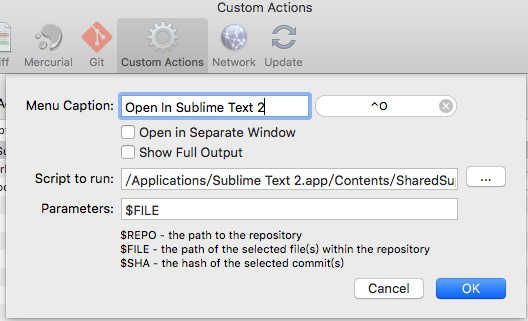 Custom Actions
Mercurial
Git
Custom Actions
Network
Update
Menu Caption:
Open In Sublime Text 2
^O
Open in Separate Window
Show Full Output
Script to run:
/Applications/Sublime Text 2.app/Contents/SharedSu
...
Parameters:
$FILE
$REPO - the path to the repository
$FILE - the path of the selected file(s) within the repository
$SHA - the hash of the selected commit(s)
Cancel
OK